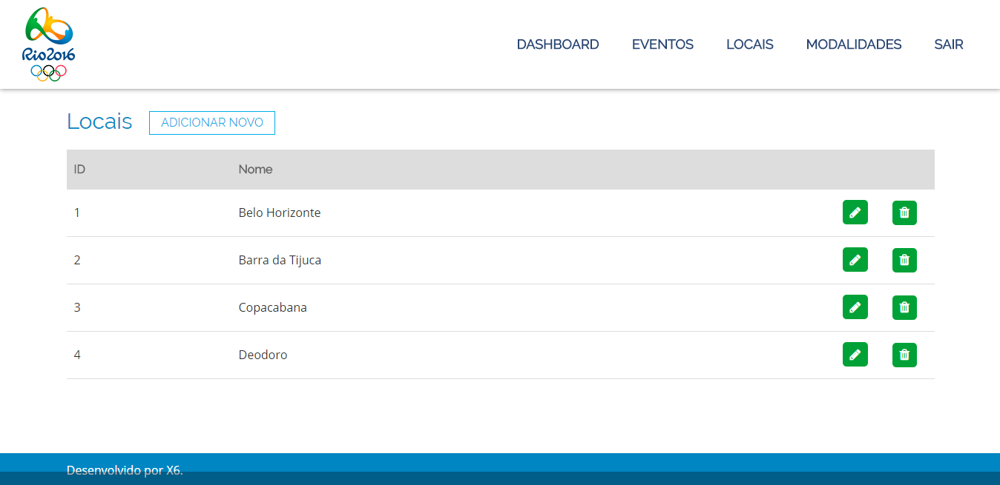 Rio2016
DASHBOARD EVENTOS LOCAIS MODALIDADES SAIR
Locais ADICIONAR NOVO
ID Nome
1 Belo Horizonte
2 Barra da Tijuca
3 Copacabana
4 Deodoro
Desenvolvido por X6.